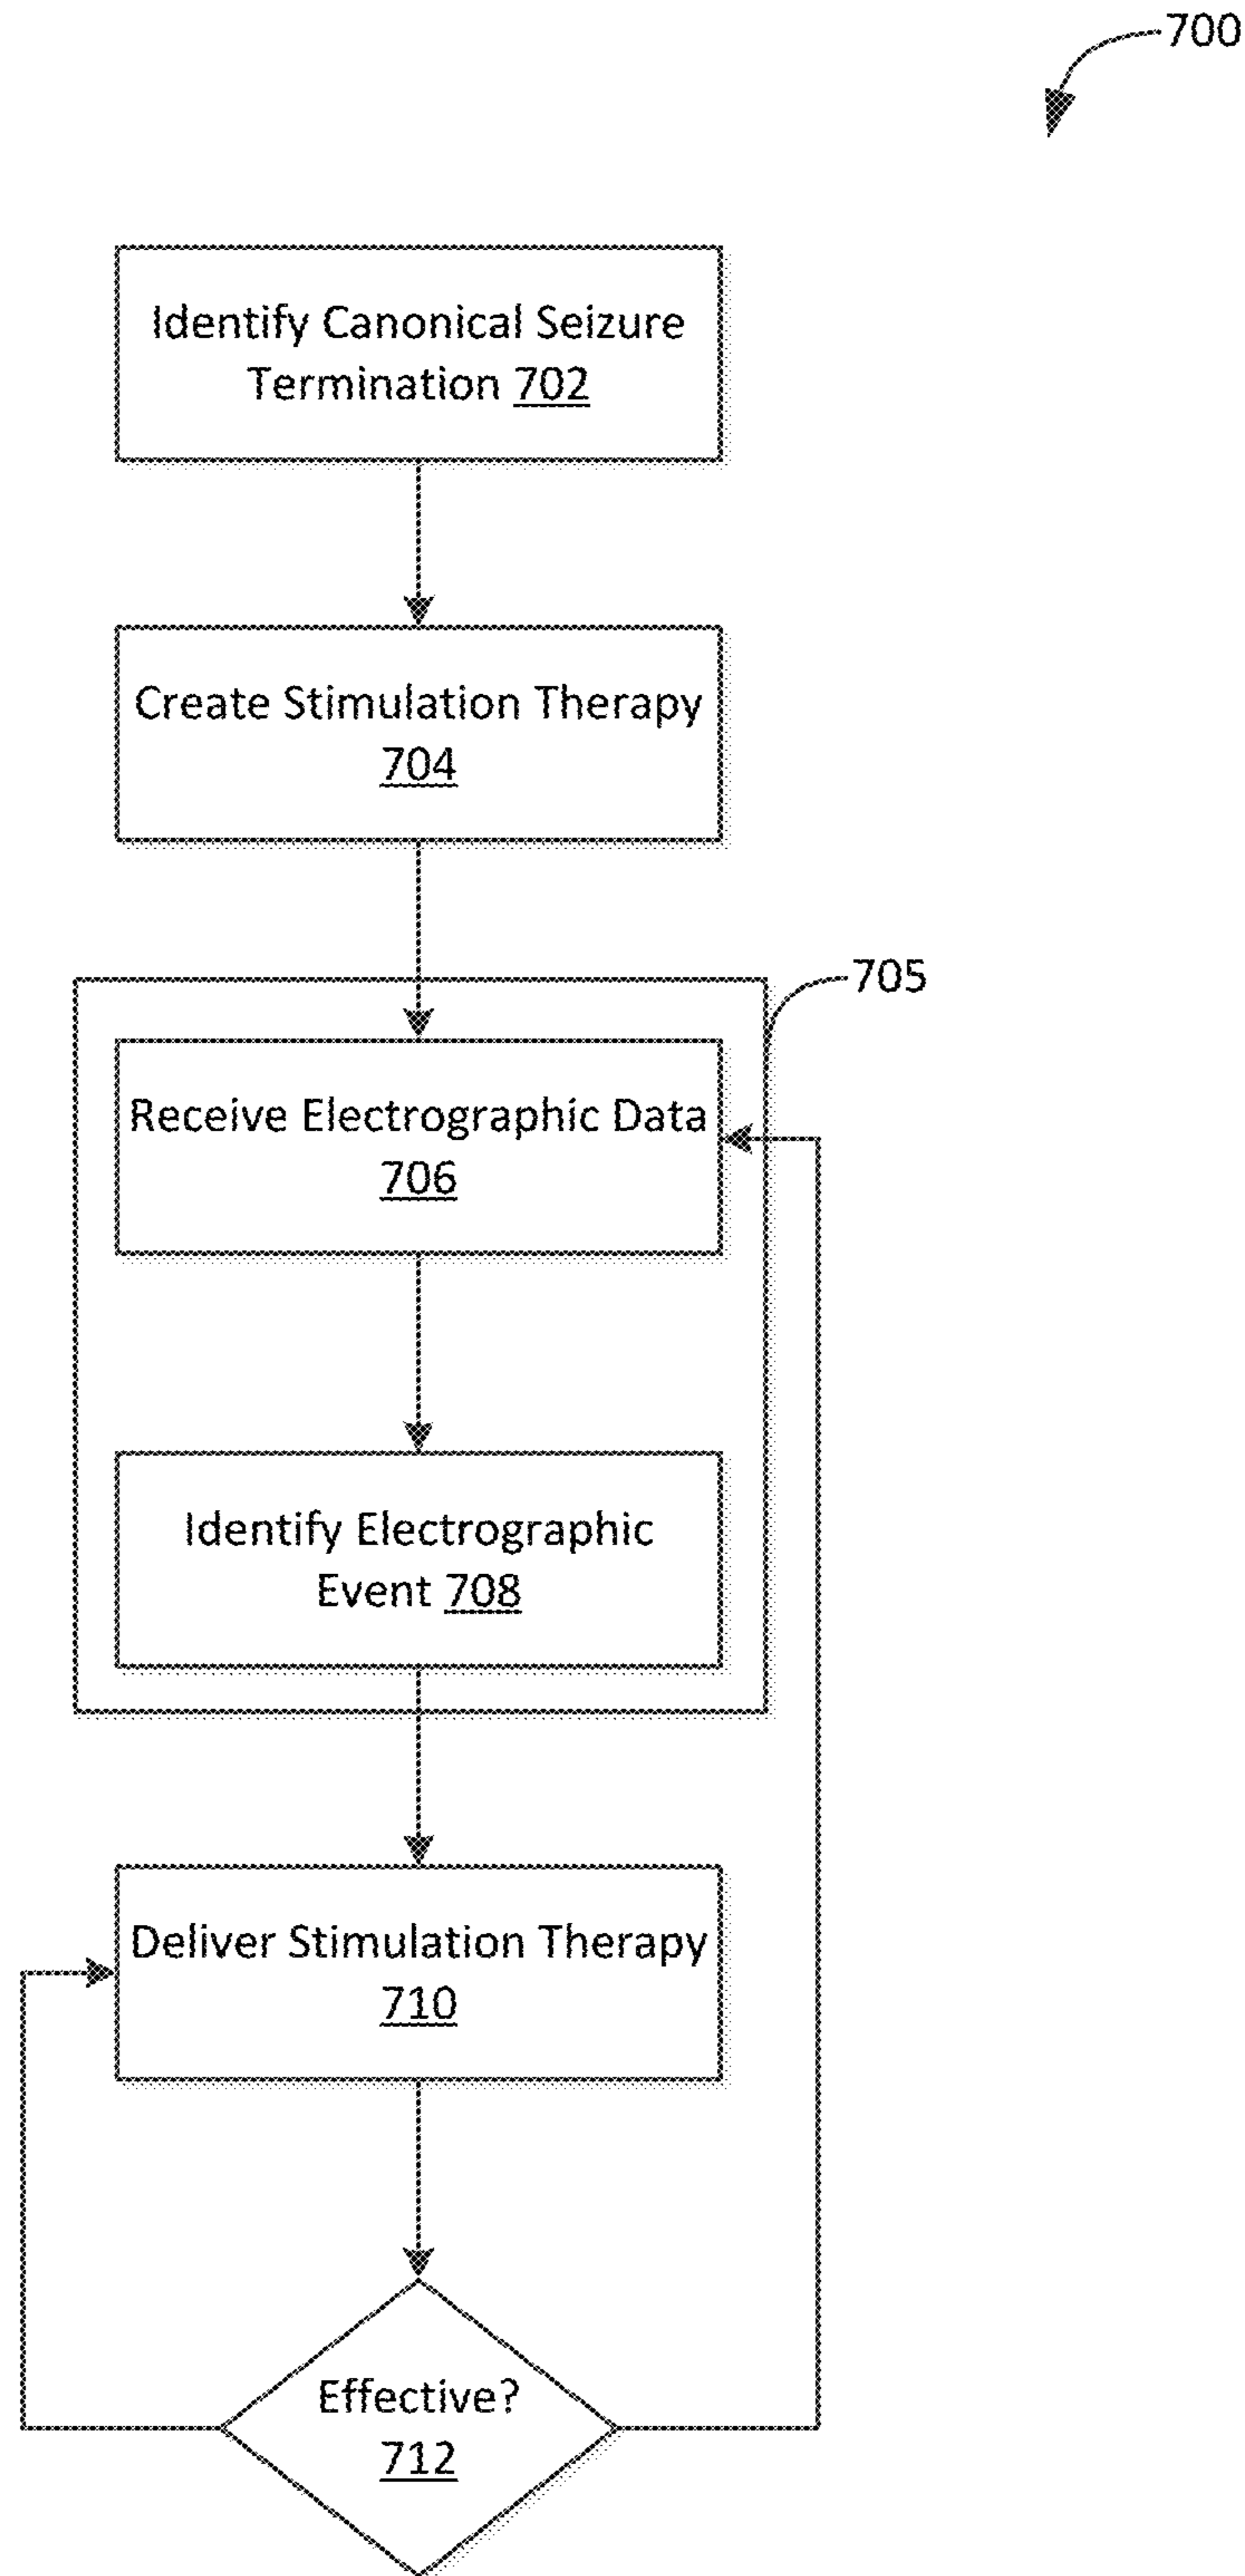 700
Identify Canonical Seizure
Termination 702
Create Stimulation Therapy
704
705
Receive Electrographic Data
706
Identify Electrographic
Event 708
Deliver Stimulation Therapy
710
Effective?
712